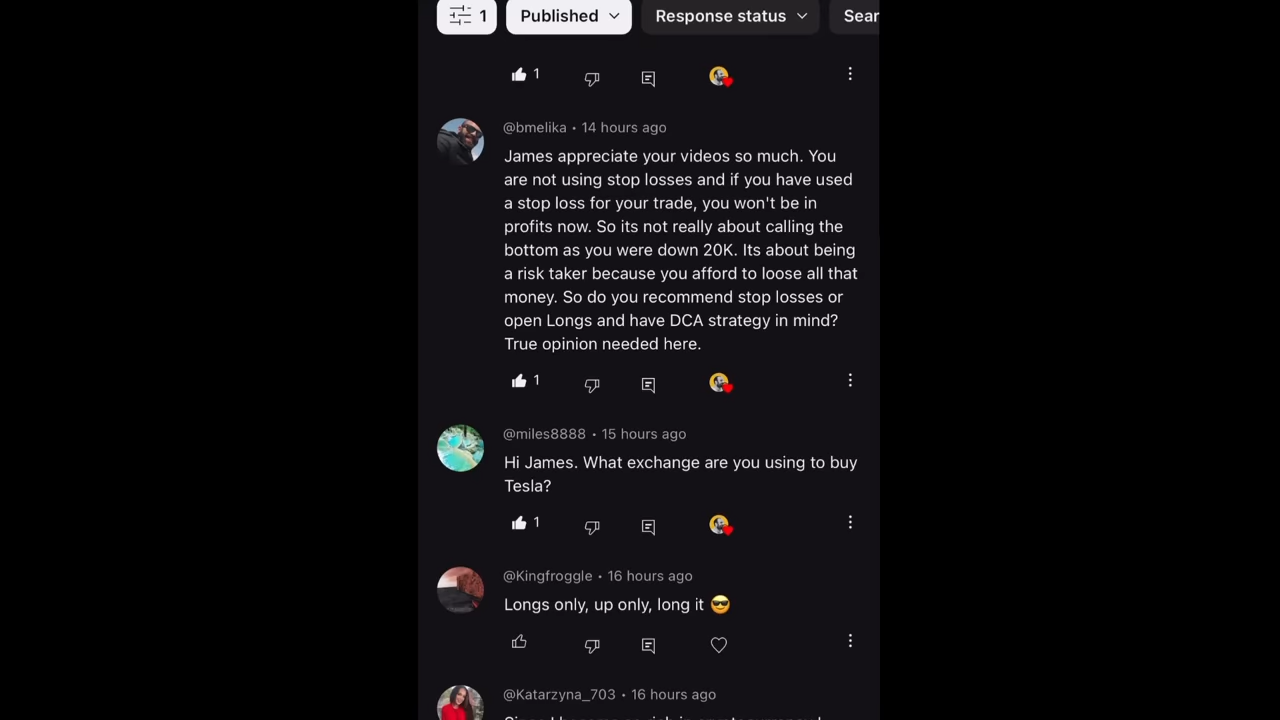 1 Published Response status Sear
1
@bmelika • 14 hours ago
James appreciate your videos so much. You
are not using stop losses and if you have used
a stop loss for your trade, you won't be in
profits now. So its not really about calling the
bottom as you were down 20K. Its about being
a risk taker because you afford to loose all that
money. So do you recommend stop losses or
open Longs and have DCA strategy in mind?
True opinion needed here.
1
@miles8888 • 15 hours ago
Hi James. What exchange are you using to buy
Tesla?
1
@Kingfroggle • 16 hours ago
Longs only, up only, long it 😎
@Katarzyna_703 • 16 hours ago